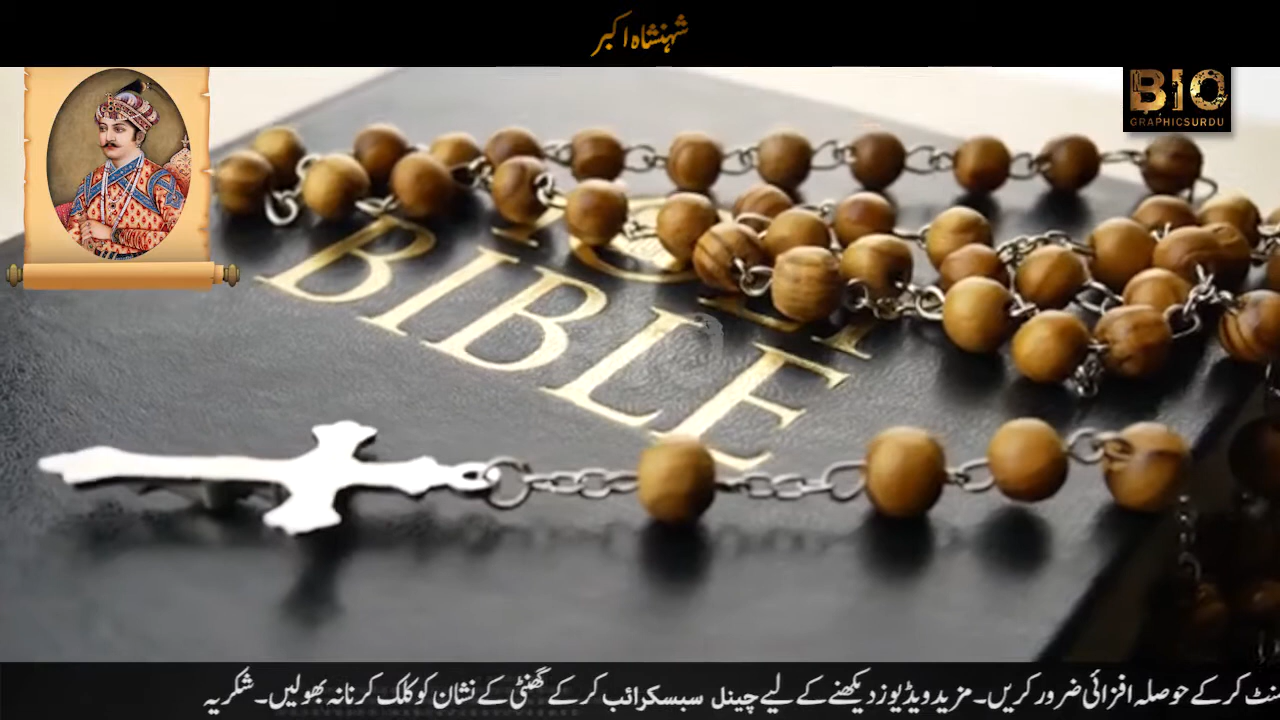 شہنشاہ اکبر
BIO
GRAPHICSURDU
BIBLE
کر کے حوصلہ افزائی ضرور کریں۔ مزید ویڈیوز دیکھنے کے لیے چینل سبسکرائب کر کے گھنٹی کے نشان کو کلک کرنا نہ بھولیں۔ شکریہ